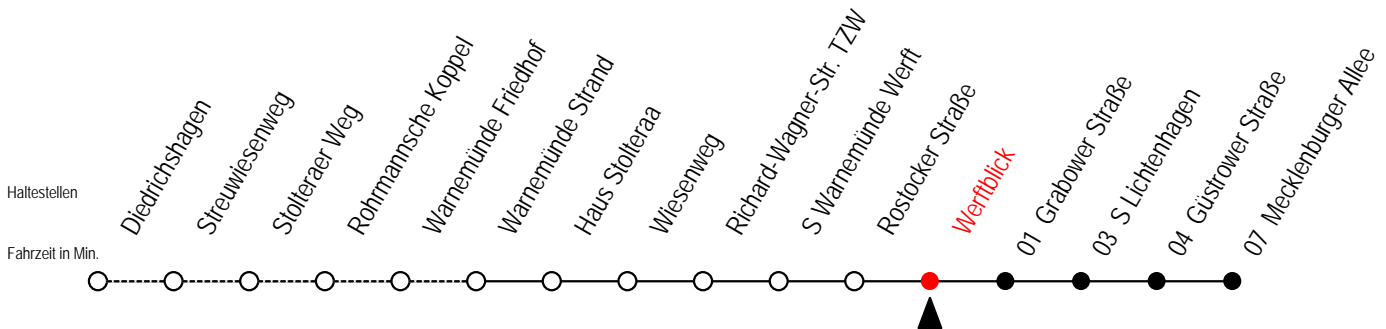 Haltestellen
Fahrzeit in Min.
Diedrichshagen
Streuwiesenweg
Stolteraer Weg
Rohrmannsche Koppel
Warnemünde Friedhof
Warnemünde Strand
Haus Stolteraa
Wiesenweg
Richard-Wagner-Str. TZW
S Warnemünde Werft
Rostocker Straße
Werftblick
01 Grabower Straße
03 S Lichtenhagen
04 Güstrower Straße
07 Mecklenburger Allee